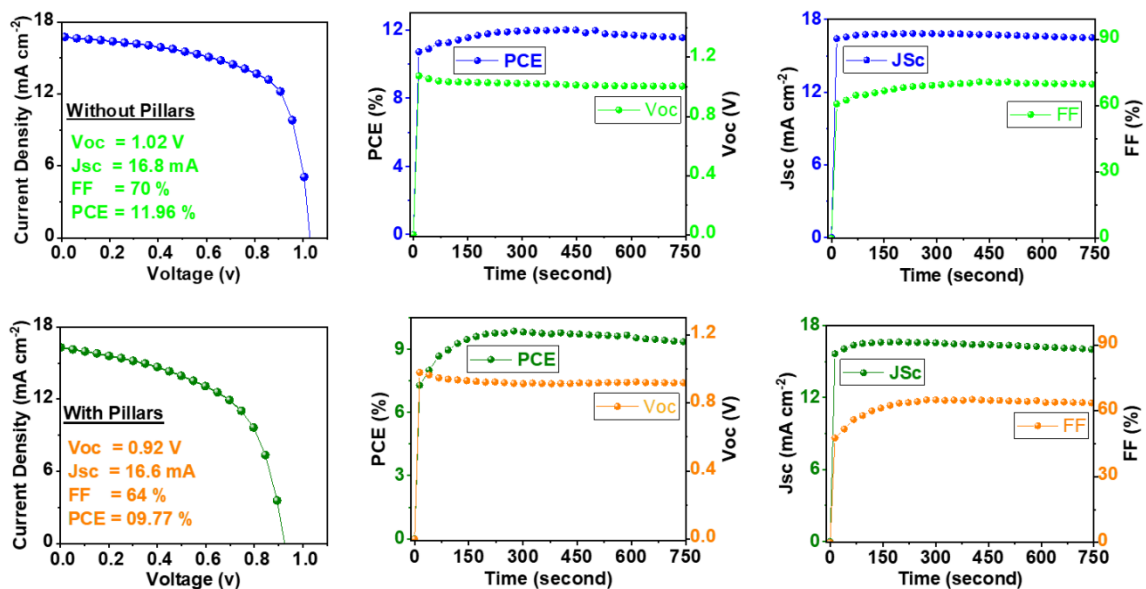 18
12
6
0
Current Density (mA cm-2)
Without Pillars
Voc = 1.02 V
Jsc = 16.8 mA
FF = 70 %
PCE = 11.96 %
0.0 0.2 0.4 0.6 0.8 1.0
Voltage (v)
12
8
4
0
PCE (%)
PCE
Voc
1.2
0.8
0.4
0.0
Voc (V)
0 150 300 450 600 750
Time (second)
18
12
6
0
Jsc (mA cm-2)
JSc
FF
90
60
30
0
FF (%)
0 150 300 450 600 750
Time (second)
18
12
6
0
Current Density (mA cm-2)
With Pillars
Voc = 0.92 V
Jsc = 16.6 mA
FF = 64 %
PCE = 09.77 %
0.0 0.2 0.4 0.6 0.8 1.0
Voltage (v)
9
6
3
0
PCE (%)
PCE
Voc
1.2
0.8
0.4
0.0
Voc (V)
0 150 300 450 600 750
Time (second)
18
12
6
0
Jsc (mA cm-2)
JSc
FF
90
60
30
0
FF (%)
0 150 300 450 600 750
Time (second)